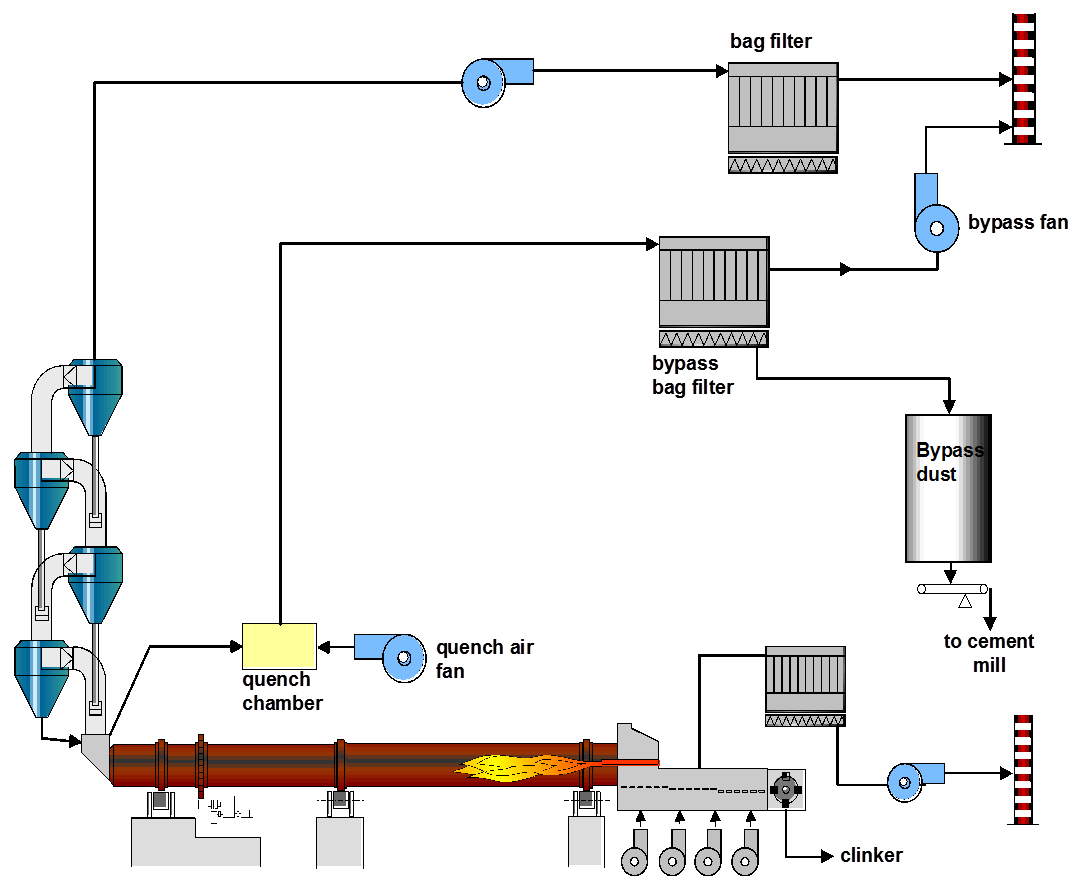 bag filter
bypass fan
bypass
bag filter
Bypass
dust
to cement
mill
quench air
fan
quench
chamber
clinker